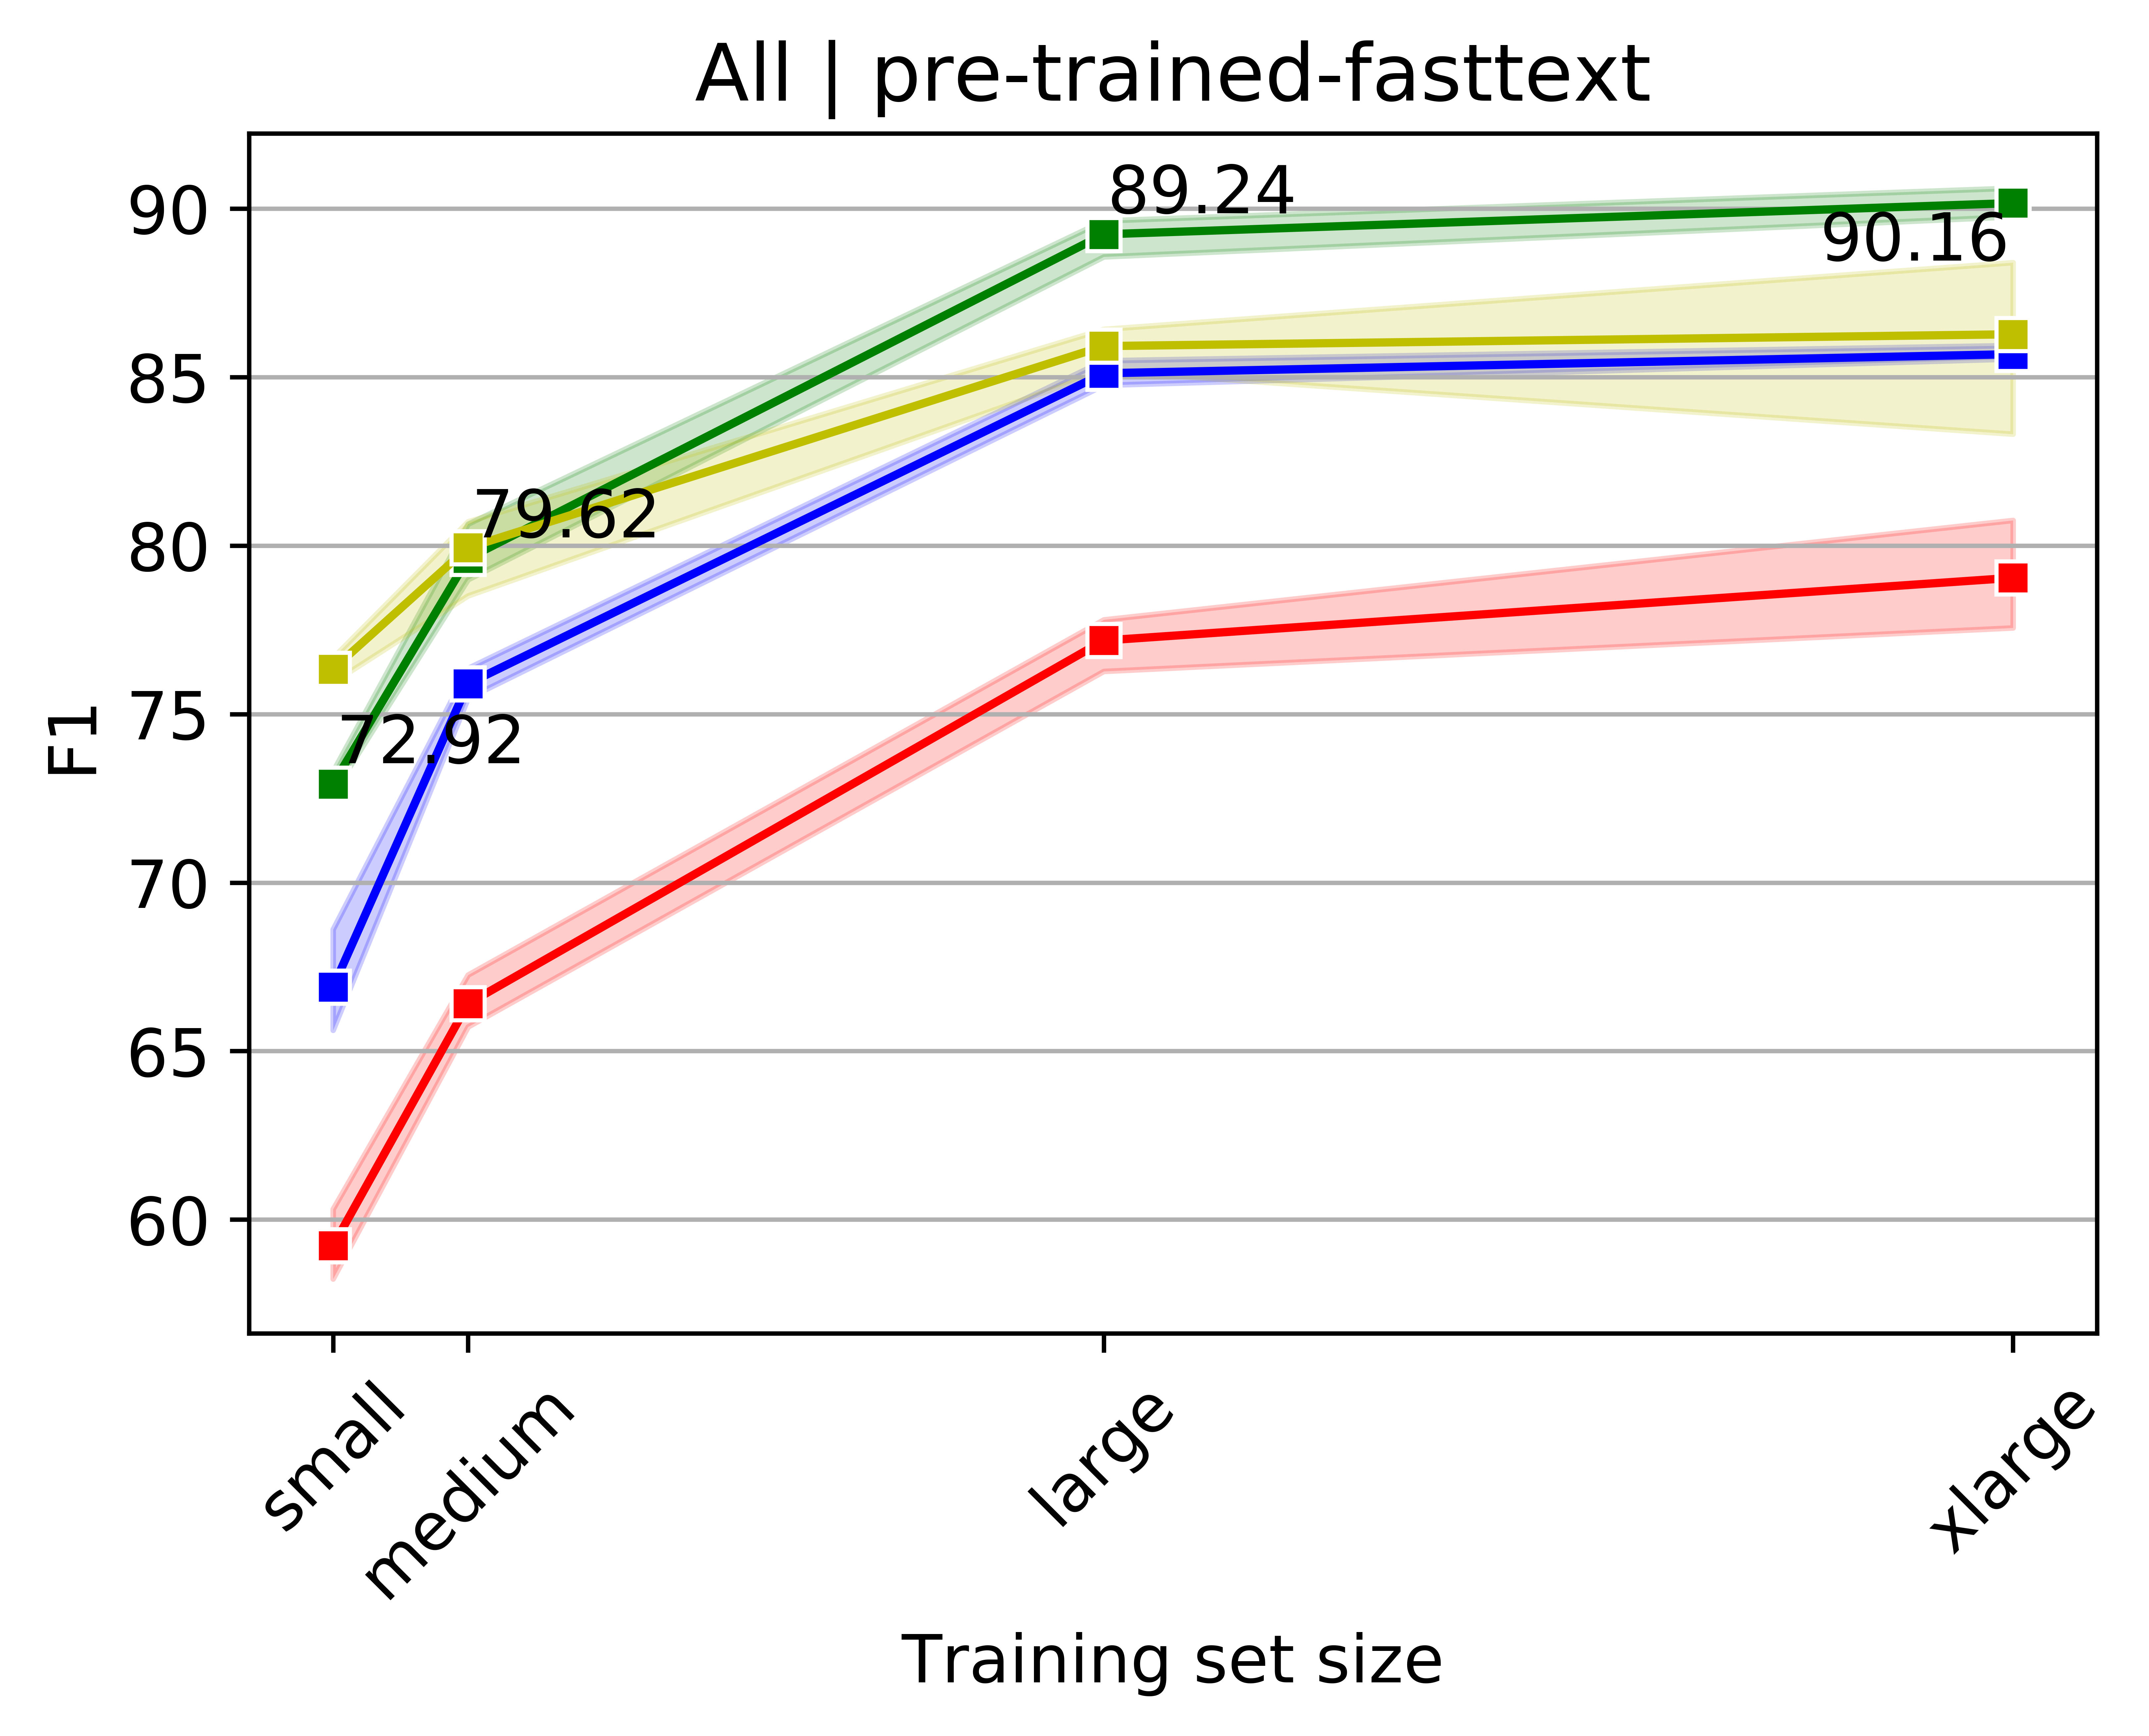 All | pre-trained-fasttext
89.24
90.16
79.62
72.92
90
85
80
75
70
65
60
F1
small
medium
large
xlarge
Training set size